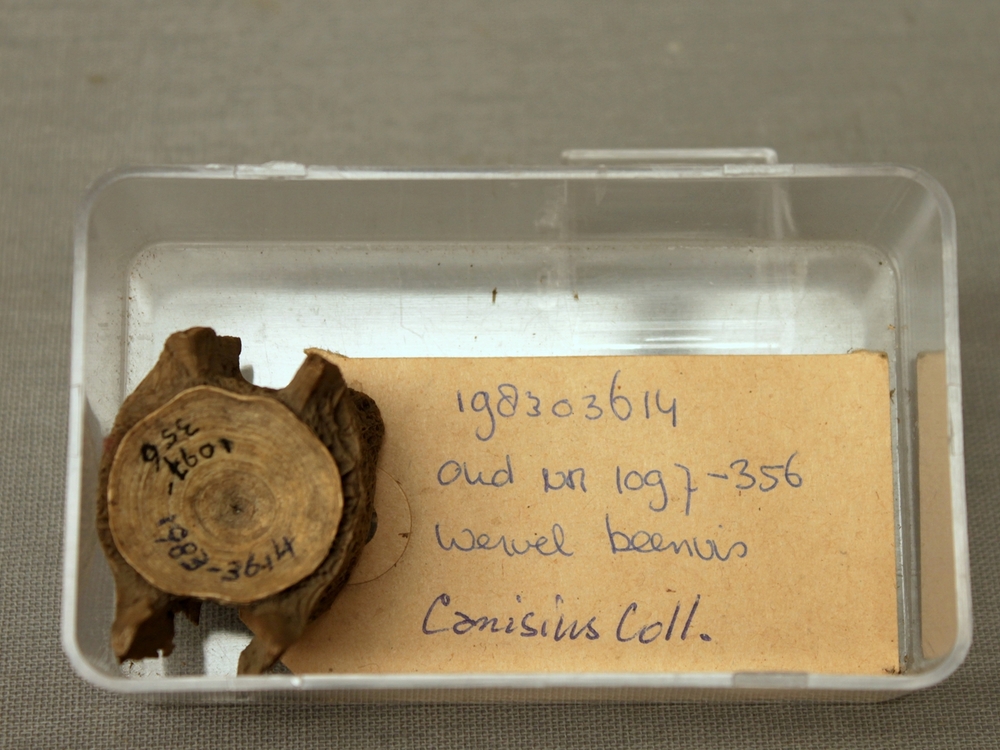 198303614
Oud nr 1097-356
Wervel beenvis
Canisius Coll.
1097-
356
1983-3614